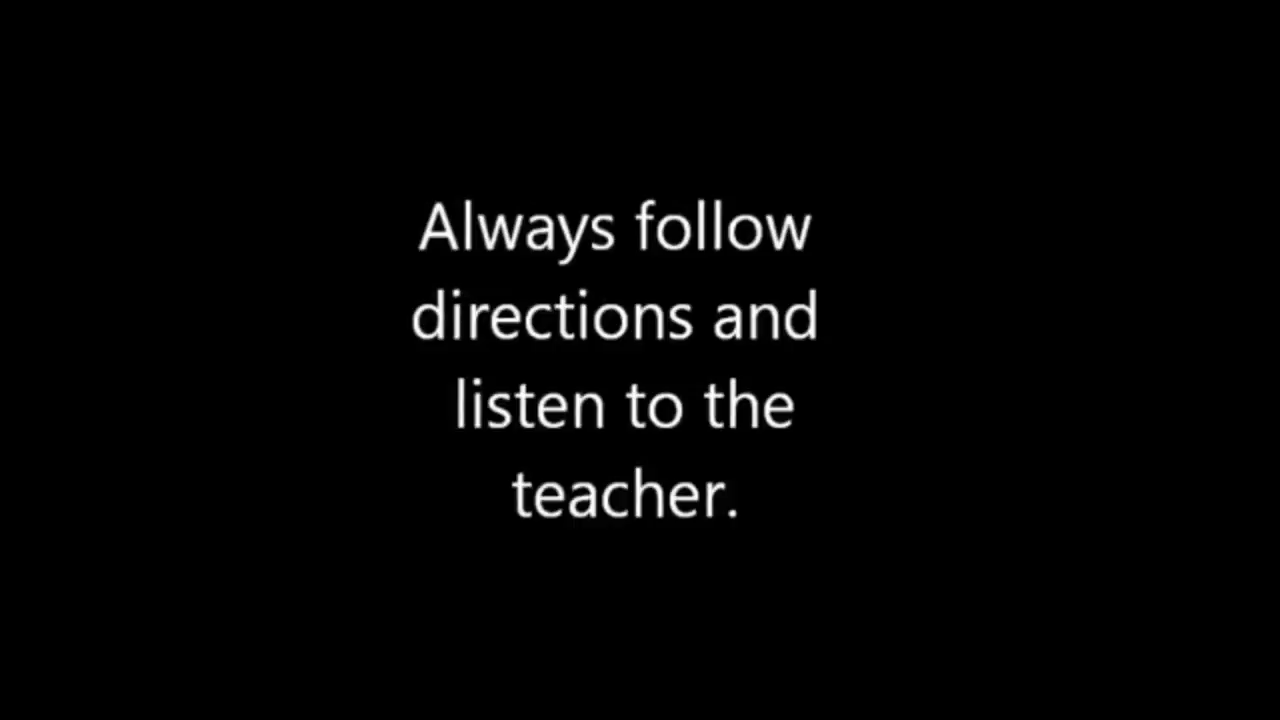 Always follow
directions and
listen to the
teacher.